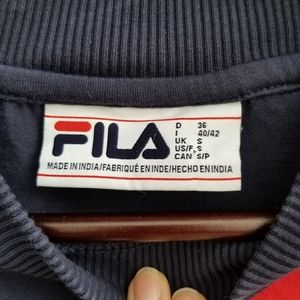 FILA
D 36
I 40/42
UK S
US/F S
CAN S/P
MADE IN INDIA/FABRIQUÉ EN INDE/HECHO EN INDIA